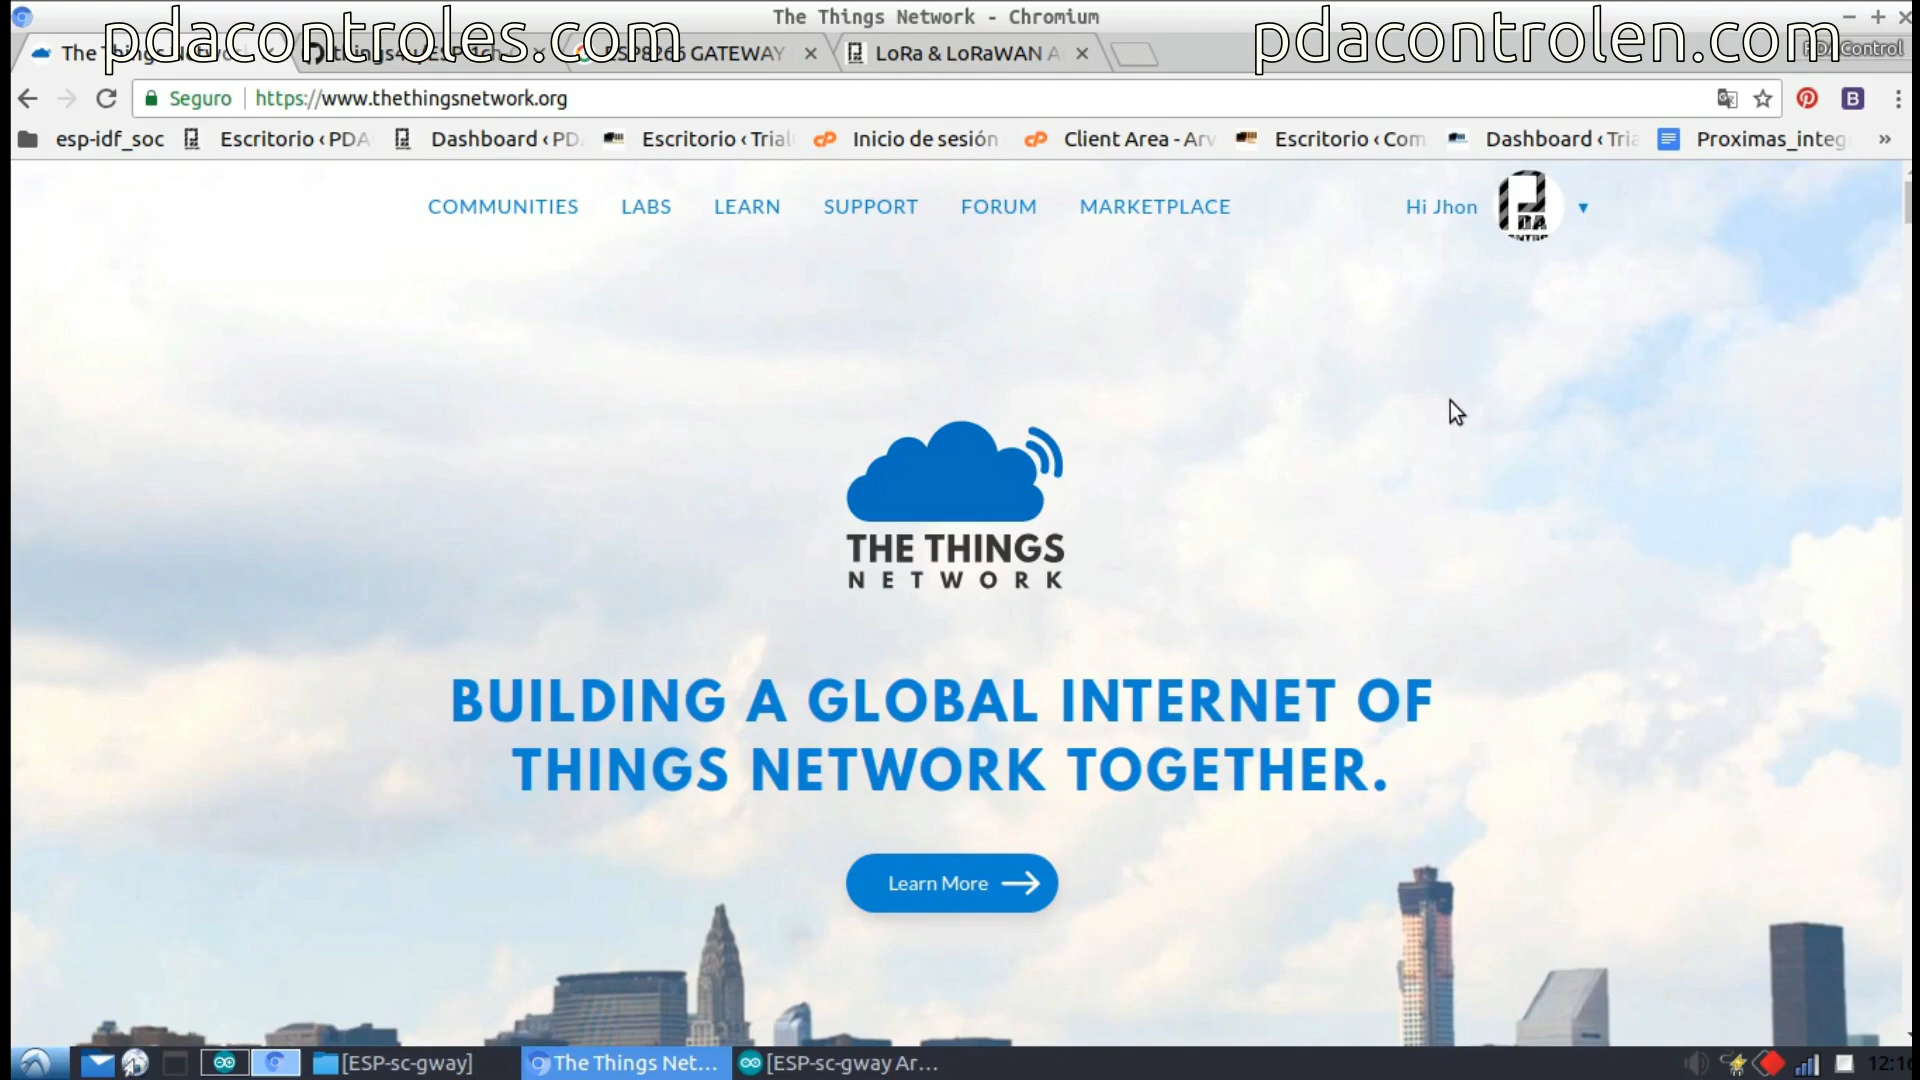 The Things Network - Chromium
pdacontroles.com
pdacontrolen.com
PDAControl
ESP8266 GATEWAY
LoRa & LoRaWAN A
Seguro
https://www.thethingsnetwork.org
esp-idf_soc
Escritorio ‹ PDA
Dashboard ‹ PD
Escritorio ‹ Trial
Inicio de sesión
Client Area - Arv
Escritorio ‹ Com
Dashboard ‹ Tria
Proximas_integ
»
COMMUNITIES
LABS
LEARN
SUPPORT
FORUM
MARKETPLACE
Hi Jhon
THE THINGS
NETWORK
BUILDING A GLOBAL INTERNET OF
THINGS NETWORK TOGETHER.
Learn More
[ESP-sc-gway]
The Things Net...
[ESP-sc-gway Ar...